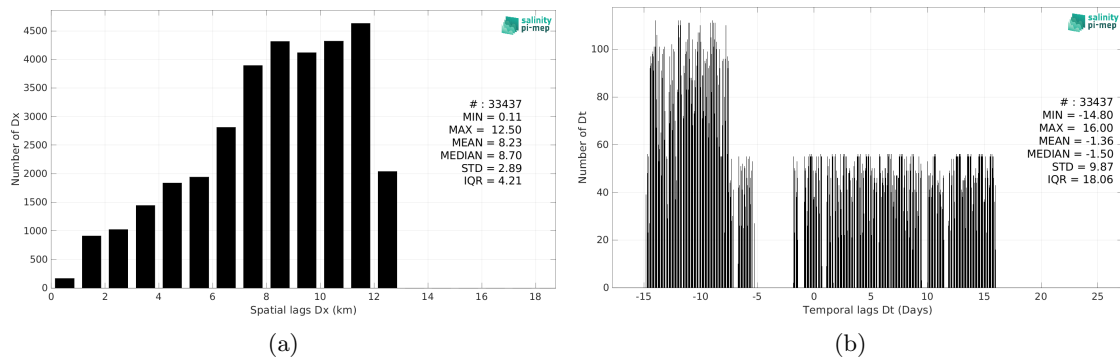 salinity
pi-mep
4500
4000
3500
3000
2500
2000
1500
1000
500
0
Number of Dx
# : 33437
MIN = 0.11
MAX = 12.50
MEAN = 8.23
MEDIAN = 8.70
STD = 2.89
IQR = 4.21
0 2 4 6 8 10 12 14 16 18
Spatial lags Dx (km)
(a)
salinity
pi-mep
100
80
60
40
20
0
Number of Dt
# : 33437
MIN = -14.80
MAX = 16.00
MEAN = -1.36
MEDIAN = -1.50
STD = 9.87
IQR = 18.06
-15 -10 -5 0 5 10 15 20 25
Temporal lags Dt (Days)
(b)